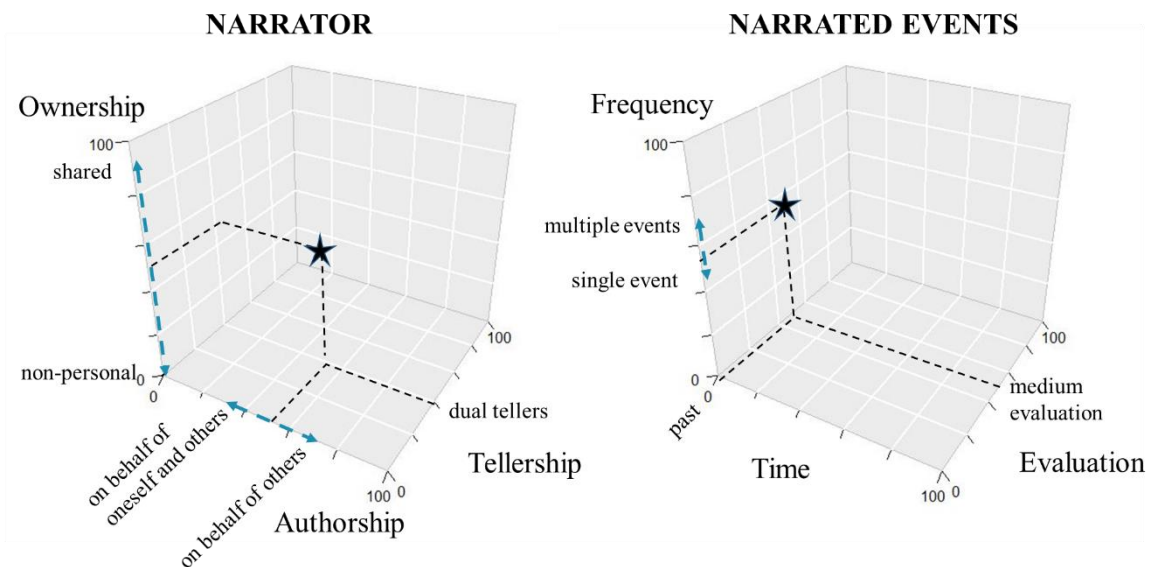 NARRATOR
Ownership
100
shared
non-personal
0
0
on behalf of
oneself and others
on behalf of others
Authorship
100
0
dual tellers
Tellership
100
NARRATED EVENTS
Frequency
100
multiple events
single event
0
0
past
Time
100
0
medium
evaluation
Evaluation
100